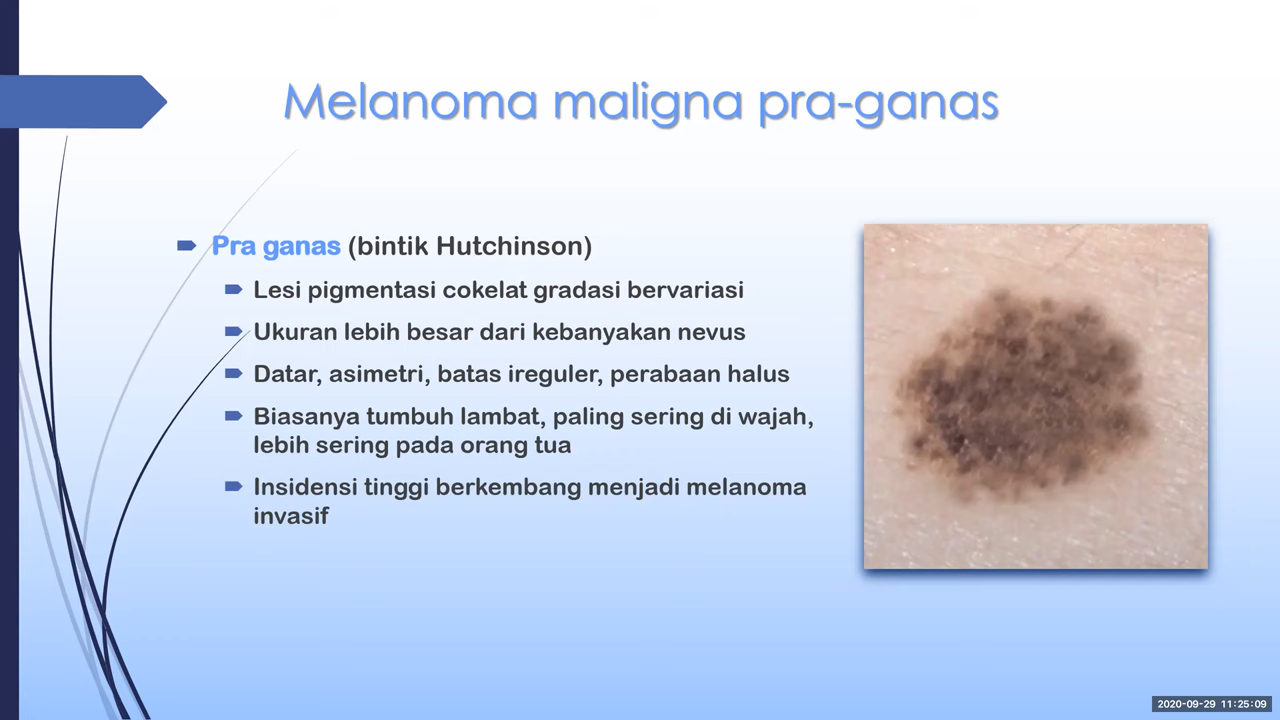 Melanoma maligna pra-ganas
Pra ganas (bintik Hutchinson)
Lesi pigmentasi cokelat gradasi bervariasi
Ukuran lebih besar dari kebanyakan nevus
Datar, asimetri, batas ireguler, perabaan halus
Biasanya tumbuh lambat, paling sering di wajah,
lebih sering pada orang tua
Insidensi tinggi berkembang menjadi melanoma
invasif
2020-09-29 11:25:09